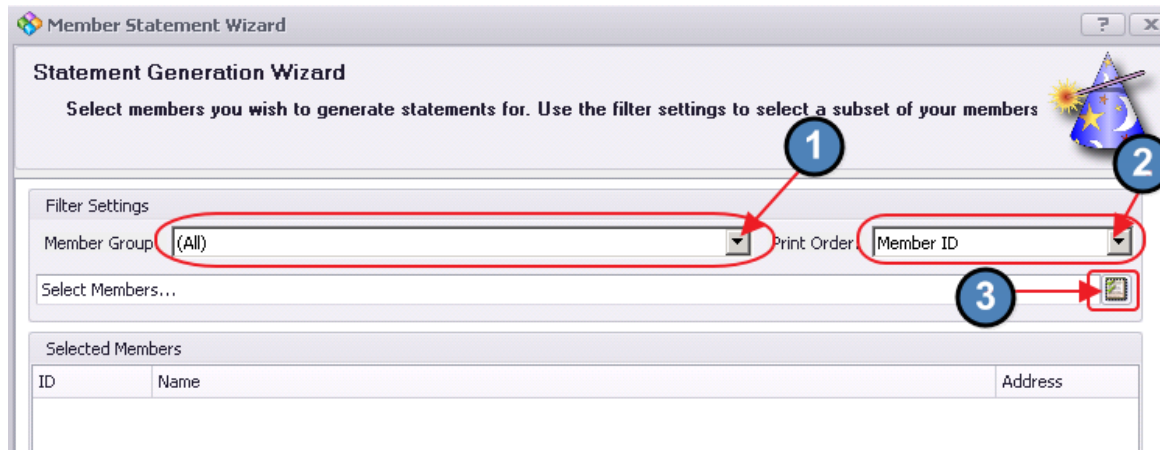 Member Statement Wizard
Statement Generation Wizard
Select members you wish to generate statements for. Use the filter settings to select a subset of your members
1
2
Filter Settings
Member Group (All) Print Order: Member ID
Select Members...
3
Selected Members
ID Name Address